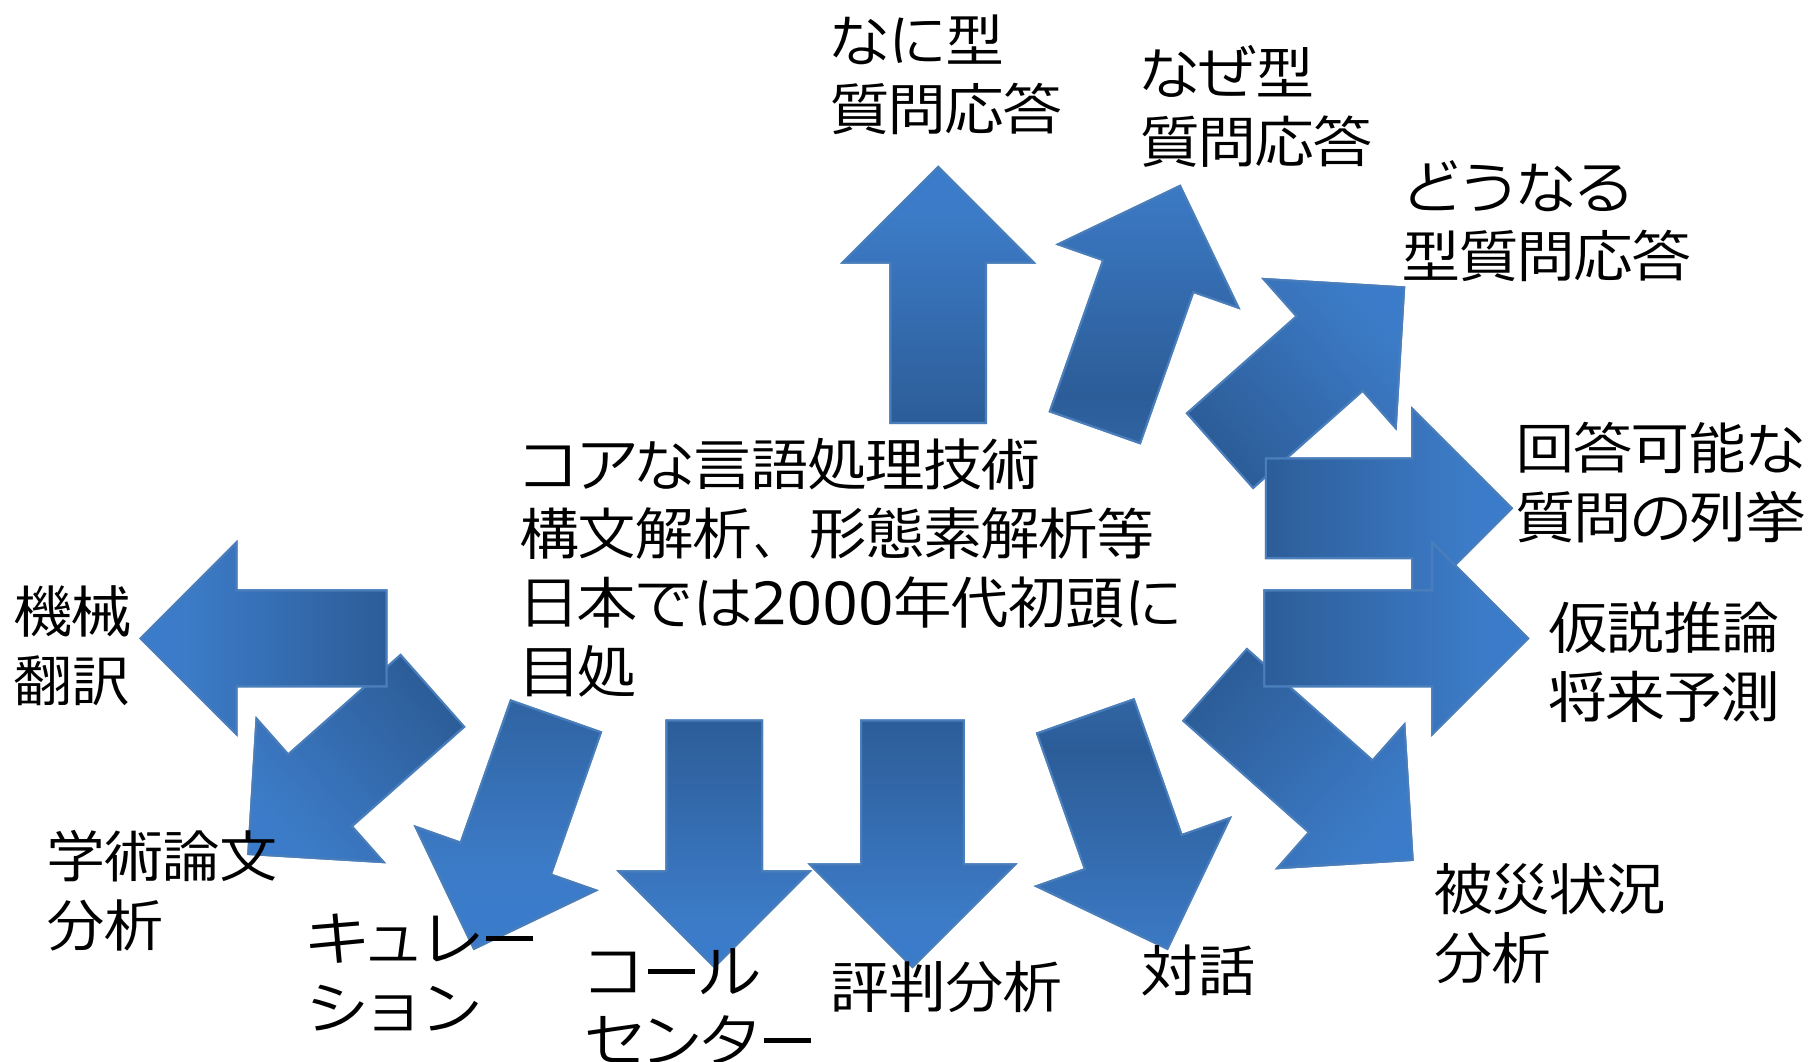 なに型
質問応答
なぜ型
質問応答
どうなる
型質問応答
回答可能な
質問の列挙
コアな言語処理技術
構文解析、形態素解析等
日本では2000年代初頭に
目処
機械
翻訳
仮説推論
将来予測
学術論文
分析
キュレー
ション
コール
センター
評判分析
対話
被災状況
分析